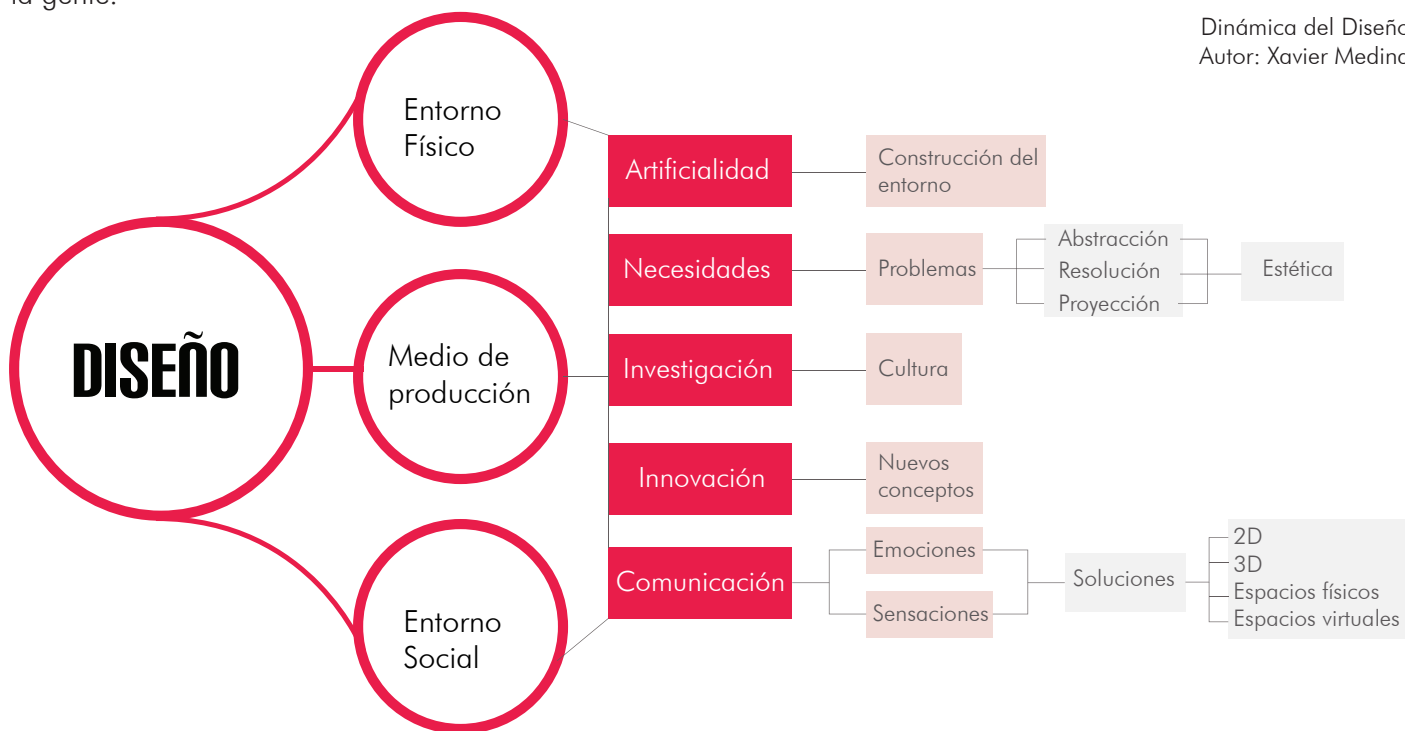 la gente.
Dinámica del Diseño
Autor: Xavier Medina
Entorno
Físico
DISEÑO
Medio de
producción
Entorno
Social
Artificialidad
Construcción del
entorno
Necesidades
Problemas
Abstracción
Resolución
Proyección
Estética
Investigación
Cultura
Innovación
Nuevos
conceptos
Comunicación
Emociones
Sensaciones
Soluciones
2D
3D
Espacios físicos
Espacios virtuales